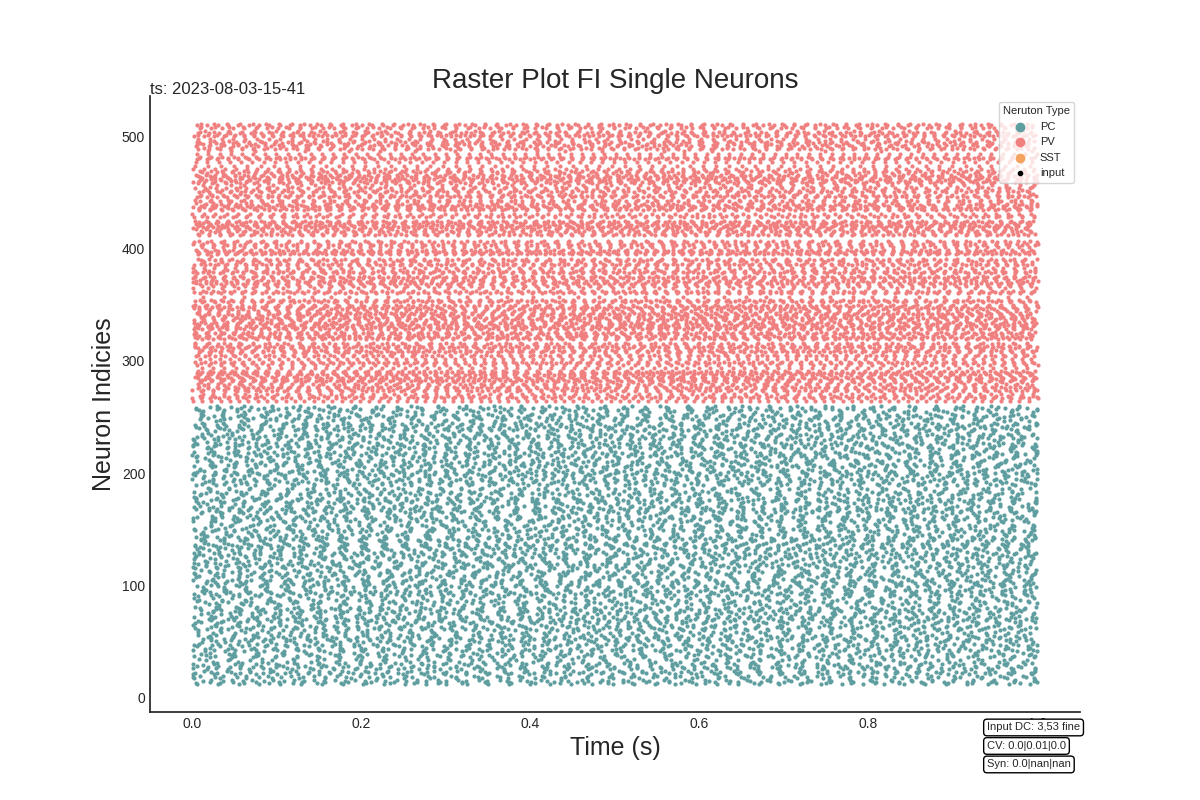 Raster Plot FI Single Neurons
ts: 2023-08-03-15-41
Neruton Type
PC
PV
SST
input
Neuron Indicies
500
400
300
200
100
0
0.0 0.2 0.4 0.6 0.8
Time (s)
Input DC: 3,53 fine
CV: 0.0|0.01|0.0
Syn: 0.0|nan|nan